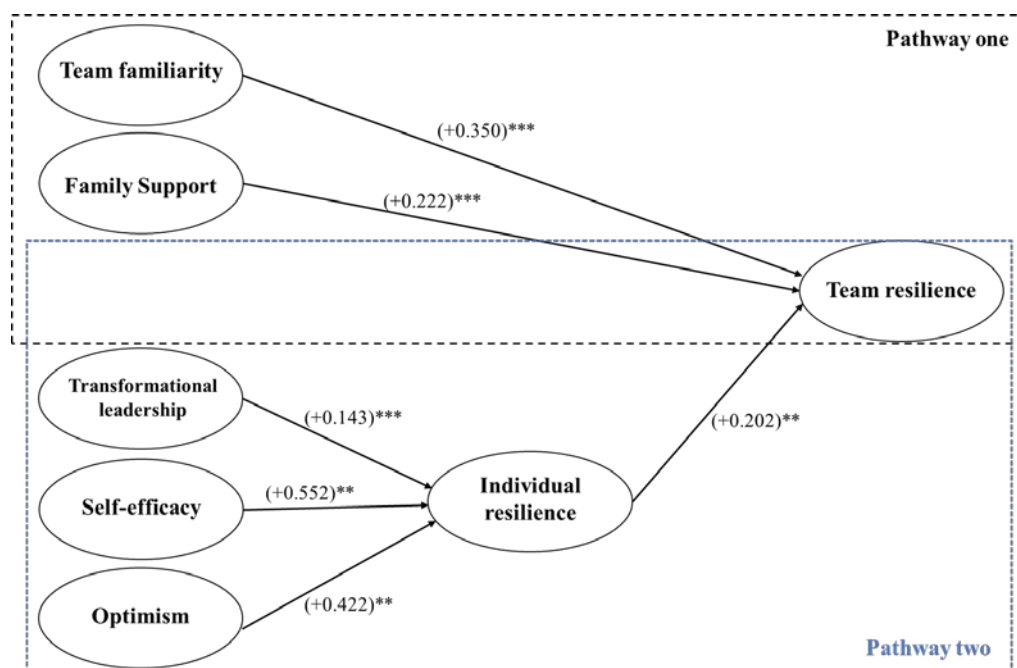 Pathway one
Team familiarity
(+0.350)***
Family Support
(+0.222)***
Team resilience
Transformational
leadership
(+0.143)***
(+0.202)**
Self-efficacy
(+0.552)**
Individual
resilience
(+0.422)**
Optimism
Pathway two